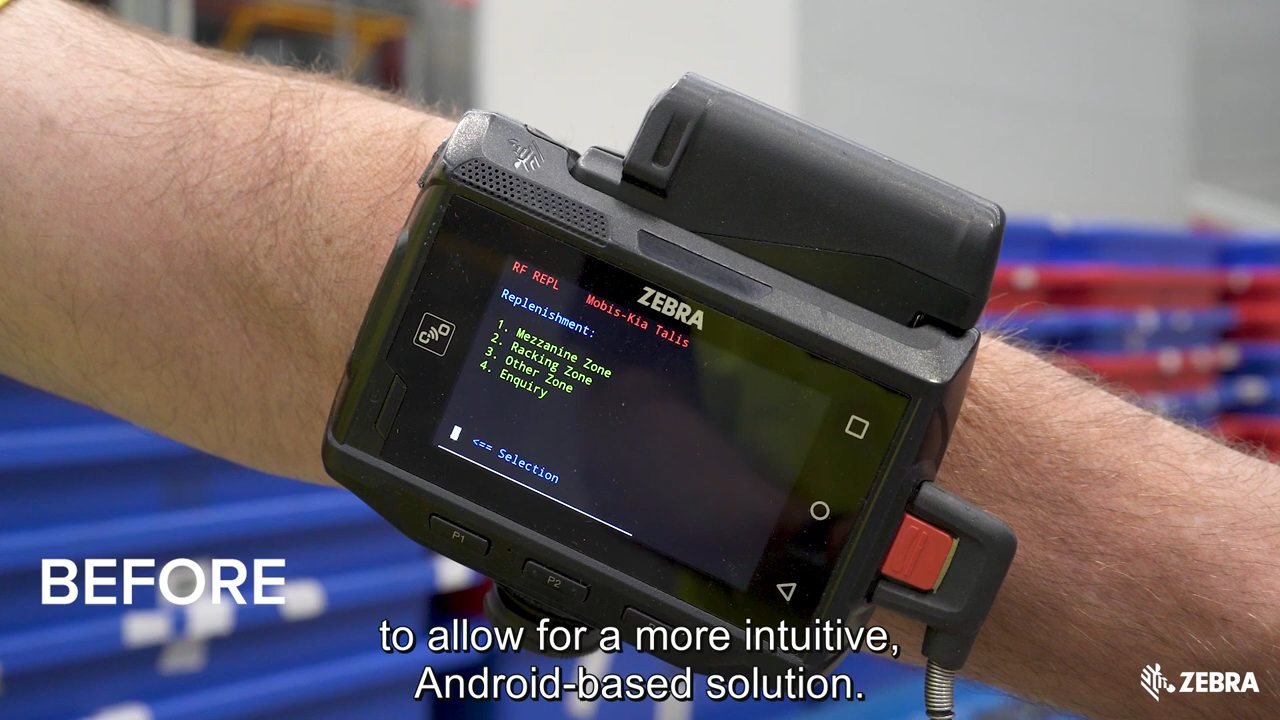 ZEBRA
RF REPL Mobis-Kia Talis
Replenishment:
1. Mezzanine Zone
2. Racking Zone
3. Other Zone
4. Enquiry
<== Selection
P1
P2
BEFORE
to allow for a more intuitive,
Android-based solution.
ZEBRA